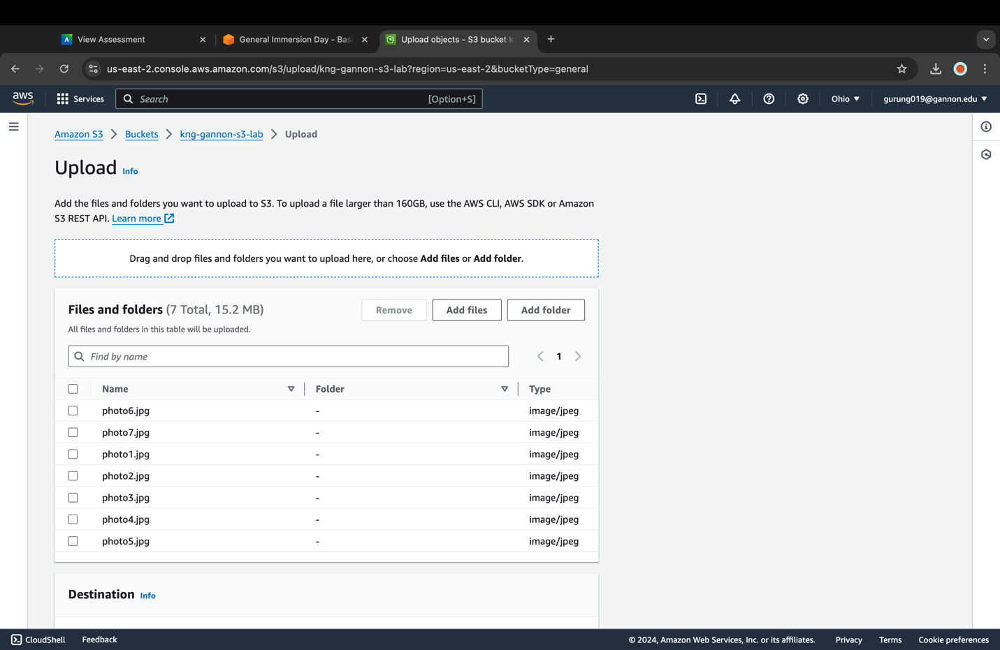 View Assessment
General Immersion Day - Bas
Upload objects - S3 bucket k
us-east-2.console.aws.amazon.com/s3/upload/kng-gannon-s3-lab?region=us-east-2&bucketType=general
aws
Services
Search
[Option+S]
Ohio
gurung019@gannon.edu
Amazon S3
Buckets
kng-gannon-s3-lab
Upload
Upload Info
Add the files and folders you want to upload to S3. To upload a file larger than 160GB, use the AWS CLI, AWS SDK or Amazon
S3 REST API. Learn more
Drag and drop files and folders you want to upload here, or choose Add files or Add folder.
Files and folders (7 Total, 15.2 MB)
Remove
Add files
Add folder
All files and folders in this table will be uploaded.
Find by name
1
Name Folder Type
photo6.jpg - image/jpeg
photo7.jpg - image/jpeg
photo1.jpg - image/jpeg
photo2.jpg - image/jpeg
photo3.jpg - image/jpeg
photo4.jpg - image/jpeg
photo5.jpg - image/jpeg
Destination Info
CloudShell
Feedback
© 2024, Amazon Web Services, Inc. or its affiliates.
Privacy
Terms
Cookie preferences